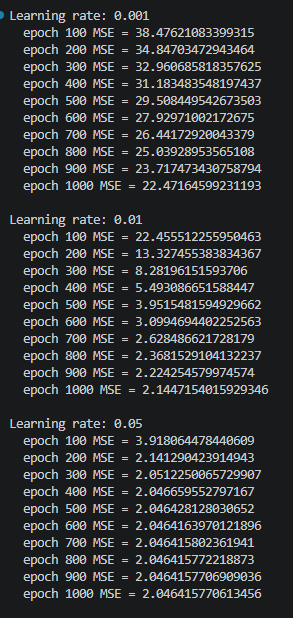 Learning rate: 0.001
epoch 100 MSE = 38.47621083399315
epoch 200 MSE = 34.84703472943464
epoch 300 MSE = 32.960685818357625
epoch 400 MSE = 31.183483548197437
epoch 500 MSE = 29.508449542673503
epoch 600 MSE = 27.92971002172675
epoch 700 MSE = 26.44172920043379
epoch 800 MSE = 25.03928953565108
epoch 900 MSE = 23.717473430758794
epoch 1000 MSE = 22.47164599231193
Learning rate: 0.01
epoch 100 MSE = 22.455512255950463
epoch 200 MSE = 13.327455383834367
epoch 300 MSE = 8.28196151593706
epoch 400 MSE = 5.493086651588447
epoch 500 MSE = 3.9515481594929662
epoch 600 MSE = 3.0994694402252563
epoch 700 MSE = 2.628486621728179
epoch 800 MSE = 2.3681529104132237
epoch 900 MSE = 2.224254579974574
epoch 1000 MSE = 2.1447154015929346
Learning rate: 0.05
epoch 100 MSE = 3.918064478440609
epoch 200 MSE = 2.141290423914943
epoch 300 MSE = 2.0512250065729907
epoch 400 MSE = 2.046659552797167
epoch 500 MSE = 2.046428128030652
epoch 600 MSE = 2.0464163970121896
epoch 700 MSE = 2.046415802361941
epoch 800 MSE = 2.046415772218873
epoch 900 MSE = 2.0464157706909036
epoch 1000 MSE = 2.046415770613456